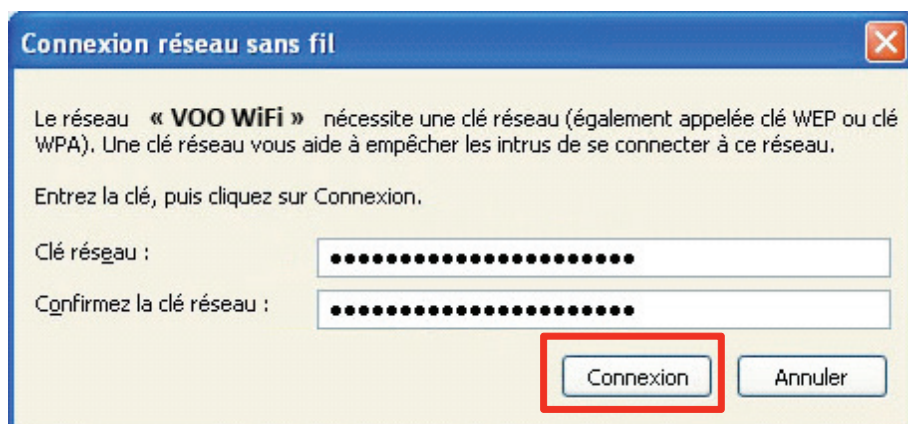 Connexion réseau sans fil
Le réseau « VOO WiFi » nécessite une clé réseau (également appelée clé WEP ou clé
WPA). Une clé réseau vous aide à empêcher les intrus de se connecter à ce réseau.
Entrez la clé, puis cliquez sur Connexion.
Clé réseau : ••••••••••••••••••••••
Confirmez la clé réseau : ••••••••••••••••••••••
Connexion Annuler